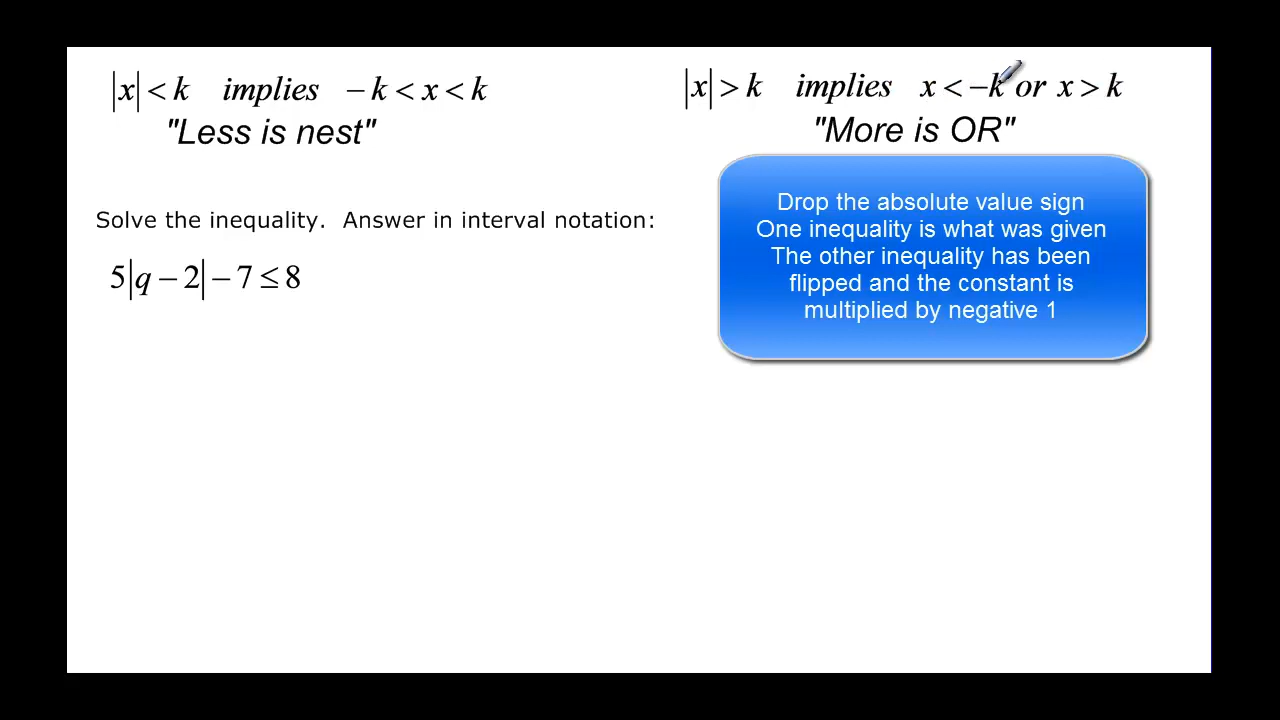 |x| < k implies − k < x < k
"Less is nest"
|x| > k implies x < −k or x > k
"More is OR"
Drop the absolute value sign
One inequality is what was given
The other inequality has been
flipped and the constant is
multiplied by negative 1
Solve the inequality. Answer in interval notation:
5|q − 2| − 7 ≤ 8